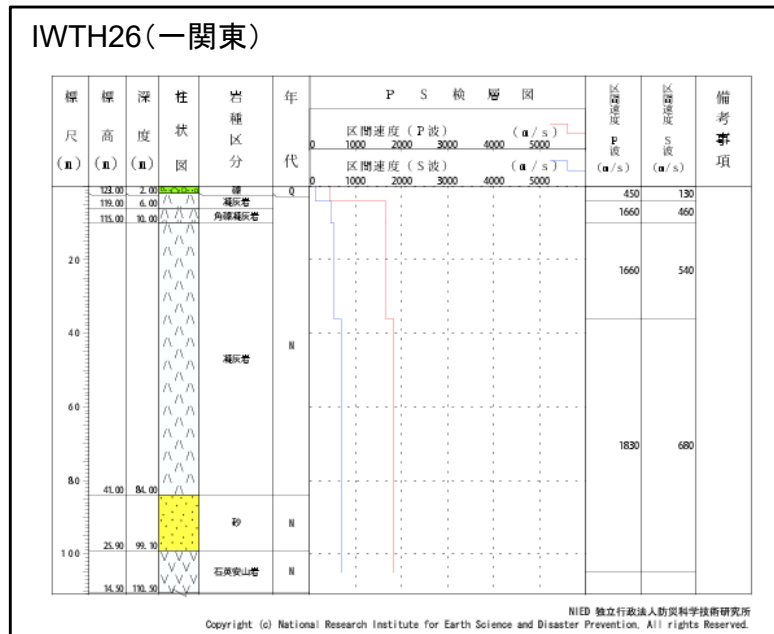 IWTH26(一関東)
標尺(m) 標高(m) 深度(m) 柱状図 岩種区分 年代 PS検層図 区間速度 P波 (m/s) 区間速度 S波 (m/s) 備考事項
区間速度(P波) (m/s)
0 1000 2000 3000 4000 5000
区間速度(S波) (m/s)
0 1000 2000 3000 4000 5000
123.00 2.00 礫 Q 450 130
119.00 6.00 凝灰岩 1660 460
115.00 10.00 角礫凝灰岩
20 1660 540
40
凝灰岩 N
60
1830 680
80
41.00 84.00
砂 N
25.90 99.10
100
石英安山岩 N
14.50 110.50
NIED 独立行政法人防災科学技術研究所
Copyright (c) National Research Institute for Earth Science and Disaster Prevention, All rights Reserved.